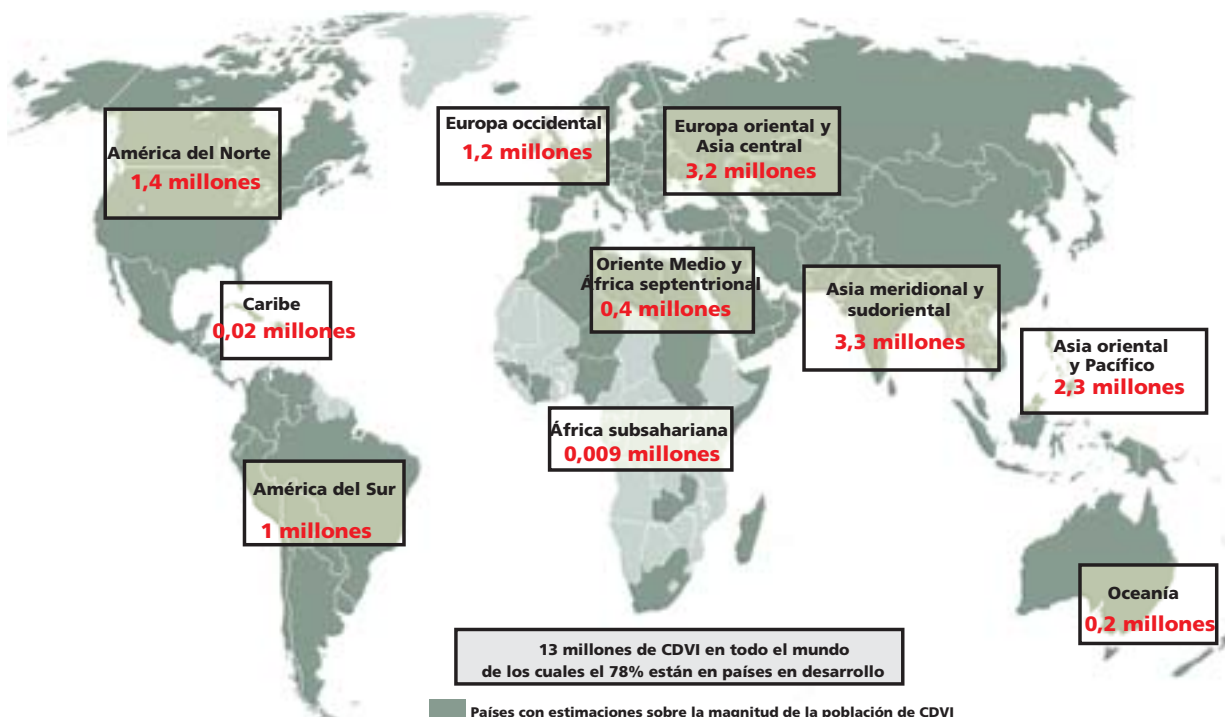 América del Norte
1,4 millones
Europa occidental
1,2 millones
Europa oriental y
Asia central
3,2 millones
Caribe
0,02 millones
Oriente Medio y
África septentrional
0,4 millones
Asia meridional y
sudoriental
3,3 millones
Asia oriental
y Pacífico
2,3 millones
África subsahariana
0,009 millones
América del Sur
1 millones
Oceanía
0,2 millones
13 millones de CDVI en todo el mundo
de los cuales el 78% están en países en desarrollo
Países con estimaciones sobre la magnitud de la población de CDVI